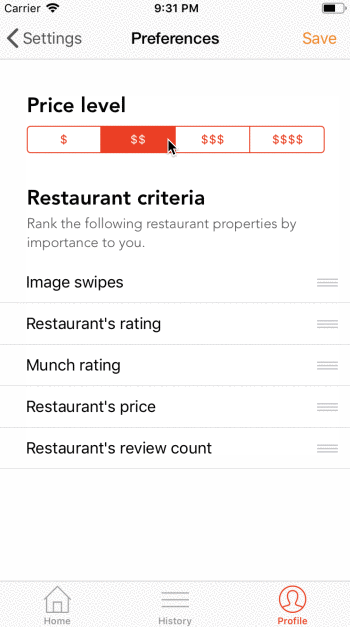 Carrier 9:31 PM
Settings Preferences Save
Price level
$ $$ $$$ $$$$
Restaurant criteria
Rank the following restaurant properties by
importance to you.
Image swipes
Restaurant's rating
Munch rating
Restaurant's price
Restaurant's review count
Home History Profile